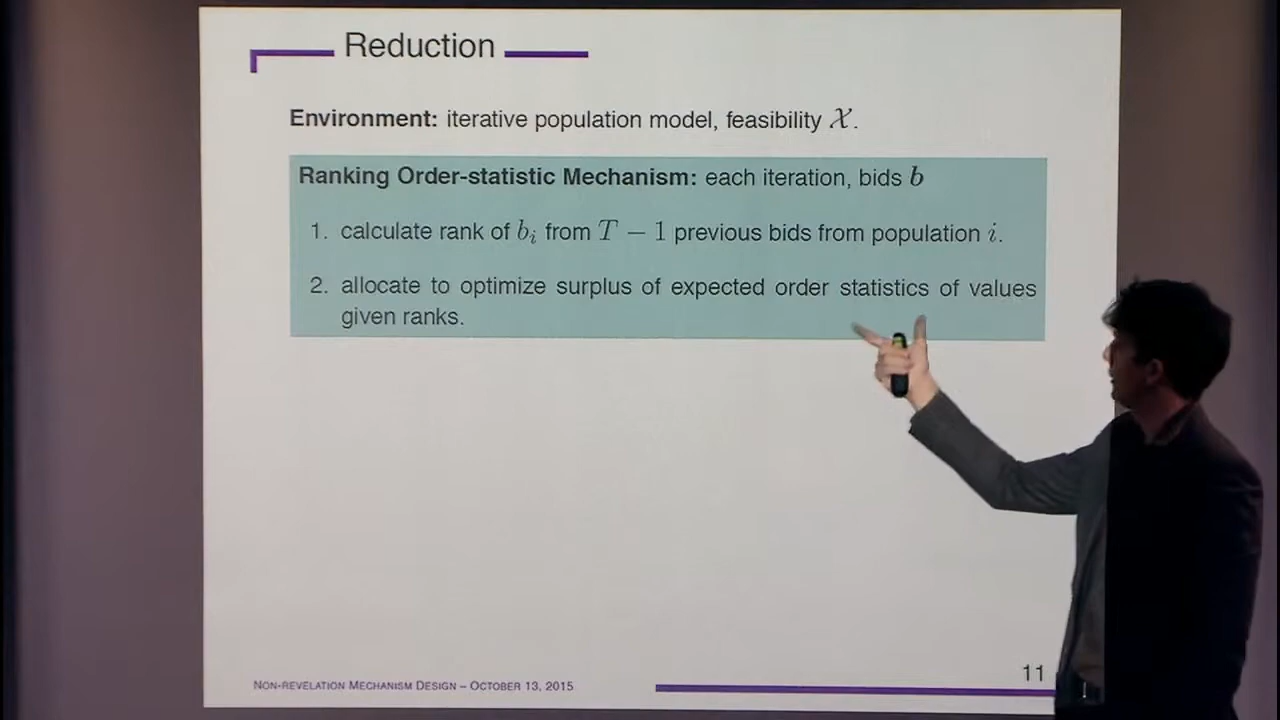 Reduction
Environment: iterative population model, feasibility 𝒳.
Ranking Order-statistic Mechanism: each iteration, bids b
1. calculate rank of bᵢ from T − 1 previous bids from population i.
2. allocate to optimize surplus of expected order statistics of values
given ranks.
11
Non-revelation Mechanism Design – October 13, 2015